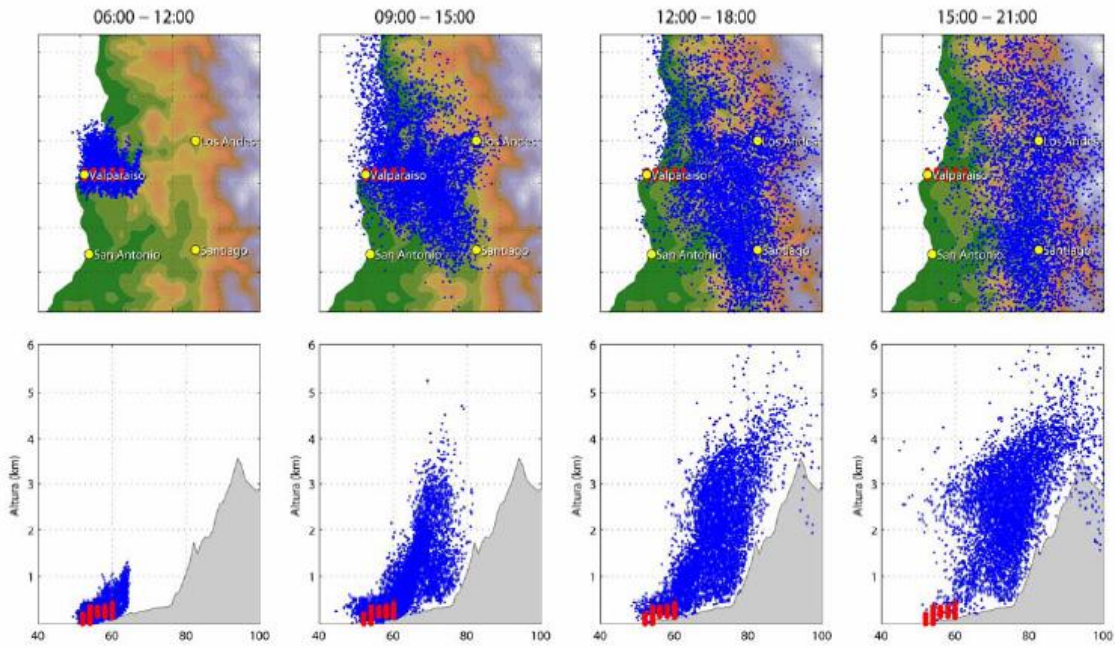 06:00 – 12:00
09:00 – 15:00
12:00 – 18:00
15:00 – 21:00
Los Andes
Valparaiso
San Antonio
Santiago
Los Andes
Valparaiso
San Antonio
Santiago
Los Andes
Valparaiso
San Antonio
Santiago
Los Andes
Valparaiso
San Antonio
Santiago
Altura (km)
6
5
4
3
2
1
40 60 80 100
Altura (km)
6
5
4
3
2
1
40 60 80 100
Altura (km)
6
5
4
3
2
1
40 60 80 100
Altura (km)
6
5
4
3
2
1
40 60 80 100